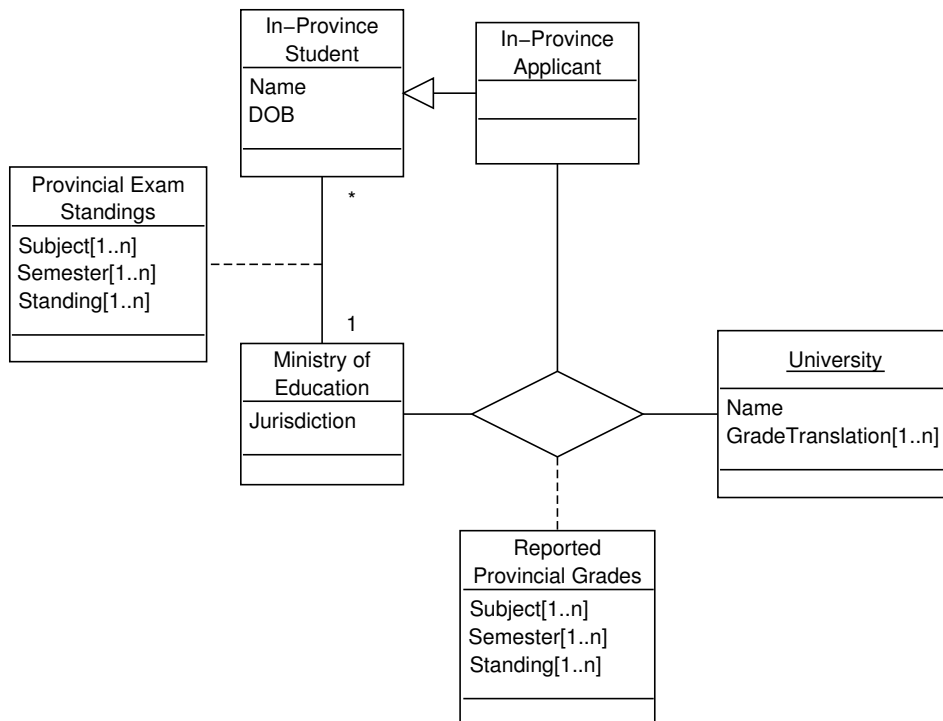 In−Province
Student
Name
DOB
In−Province
Applicant
Provincial Exam
Standings
Subject[1..n]
Semester[1..n]
Standing[1..n]
*
1
Ministry of
Education
Jurisdiction
University
Name
GradeTranslation[1..n]
Reported
Provincial Grades
Subject[1..n]
Semester[1..n]
Standing[1..n]